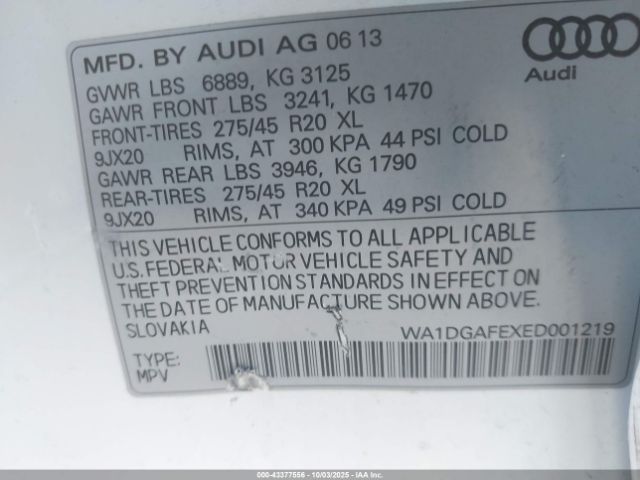 MFD. BY AUDI AG 06 13
Audi
GVWR LBS 6889, KG 3125
GAWR FRONT LBS 3241, KG 1470
FRONT-TIRES 275/45 R20 XL
9JX20 RIMS, AT 300 KPA 44 PSI COLD
GAWR REAR LBS 3946, KG 1790
REAR-TIRES 275/45 R20 XL
9JX20 RIMS, AT 340 KPA 49 PSI COLD
THIS VEHICLE CONFORMS TO ALL APPLICABLE
U.S. FEDERAL MOTOR VEHICLE SAFETY AND
THEFT PREVENTION STANDARDS IN EFFECT ON
THE DATE OF MANUFACTURE SHOWN ABOVE.
SLOVAKIA
WA1DGAFEXED001219
TYPE:
MPV
000-43377556 - 10/03/2025 - IAAI.com